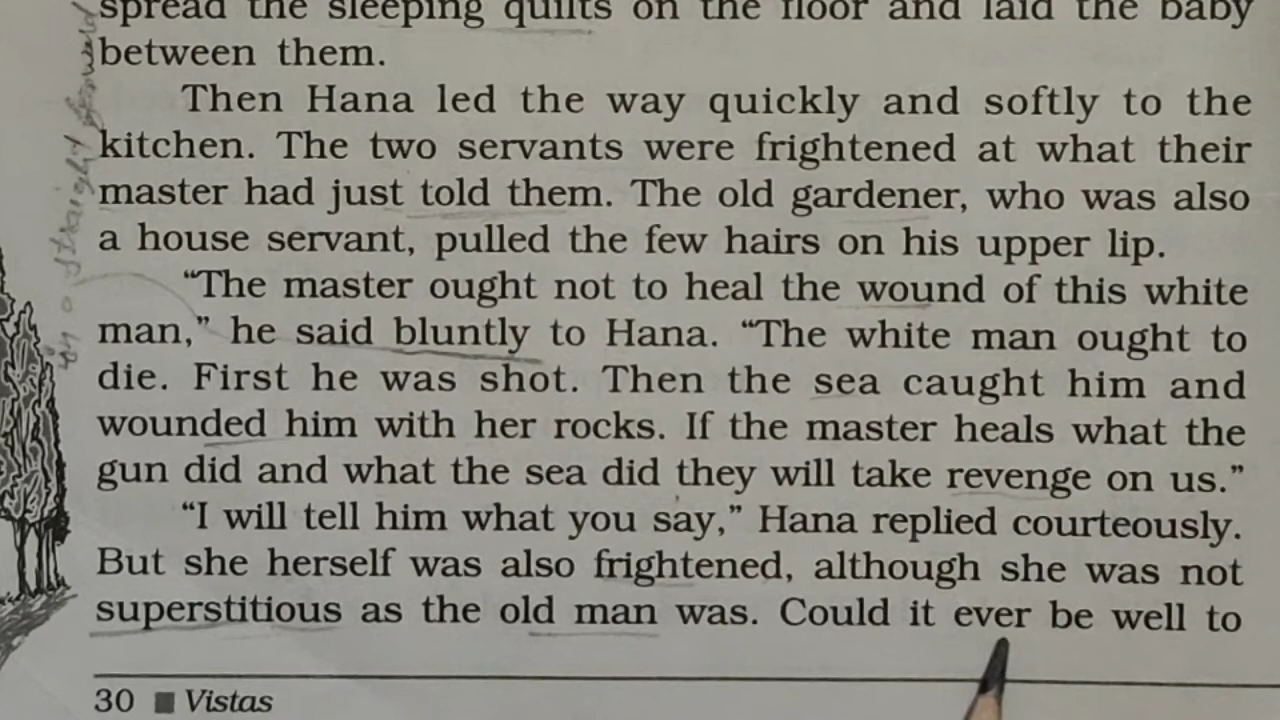 spread the sleeping quilts on the floor and laid the baby
between them.
Then Hana led the way quickly and softly to the
kitchen. The two servants were frightened at what their
master had just told them. The old gardener, who was also
a house servant, pulled the few hairs on his upper lip.
“The master ought not to heal the wound of this white
man,” he said bluntly to Hana. “The white man ought to
die. First he was shot. Then the sea caught him and
wounded him with her rocks. If the master heals what the
gun did and what the sea did they will take revenge on us.”
“I will tell him what you say,” Hana replied courteously.
But she herself was also frightened, although she was not
superstitious as the old man was. Could it ever be well to
30 ■ Vistas
straight forward